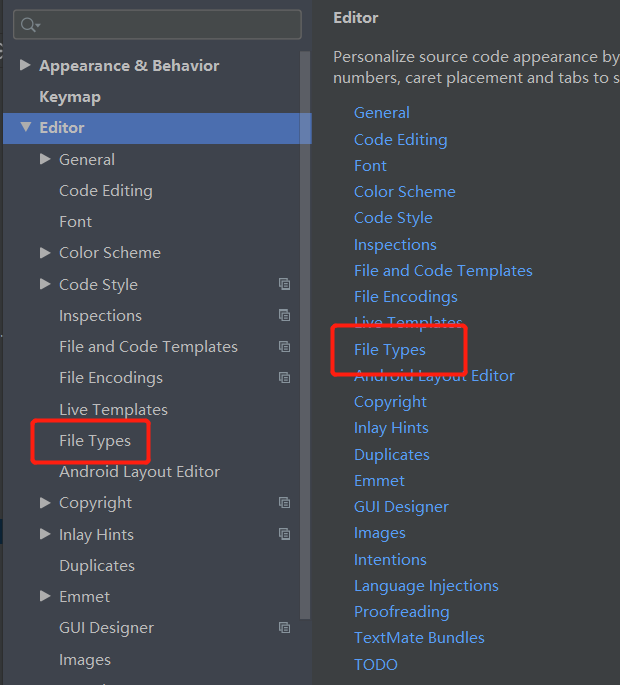 Appearance & Behavior
Keymap
Editor
General
Code Editing
Font
Color Scheme
Code Style
Inspections
File and Code Templates
File Encodings
Live Templates
File Types
Android Layout Editor
Copyright
Inlay Hints
Duplicates
Emmet
GUI Designer
Images
Editor
Personalize source code appearance by
numbers, caret placement and tabs to s
General
Code Editing
Font
Color Scheme
Code Style
Inspections
File and Code Templates
File Encodings
Live Templates
File Types
Android Layout Editor
Copyright
Inlay Hints
Duplicates
Emmet
GUI Designer
Images
Intentions
Language Injections
Proofreading
TextMate Bundles
TODO